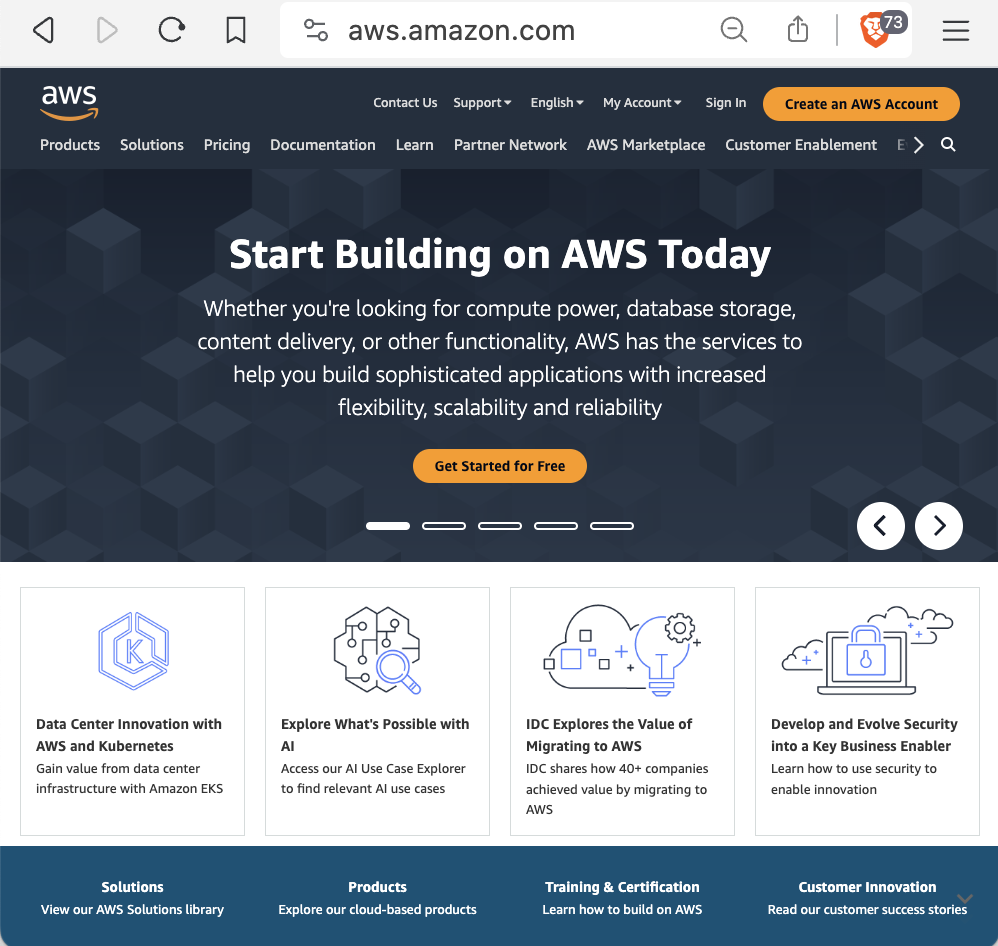 aws.amazon.com
73
aws
Contact Us Support English My Account Sign In Create an AWS Account
Products Solutions Pricing Documentation Learn Partner Network AWS Marketplace Customer Enablement
Start Building on AWS Today
Whether you're looking for compute power, database storage,
content delivery, or other functionality, AWS has the services to
help you build sophisticated applications with increased
flexibility, scalability and reliability
Get Started for Free
K
Data Center Innovation with
AWS and Kubernetes
Gain value from data center
infrastructure with Amazon EKS
Explore What's Possible with
AI
Access our AI Use Case Explorer
to find relevant AI use cases
IDC Explores the Value of
Migrating to AWS
IDC shares how 40+ companies
achieved value by migrating to
AWS
Develop and Evolve Security
into a Key Business Enabler
Learn how to use security to
enable innovation
Solutions
View our AWS Solutions library
Products
Explore our cloud-based products
Training & Certification
Learn how to build on AWS
Customer Innovation
Read our customer success stories